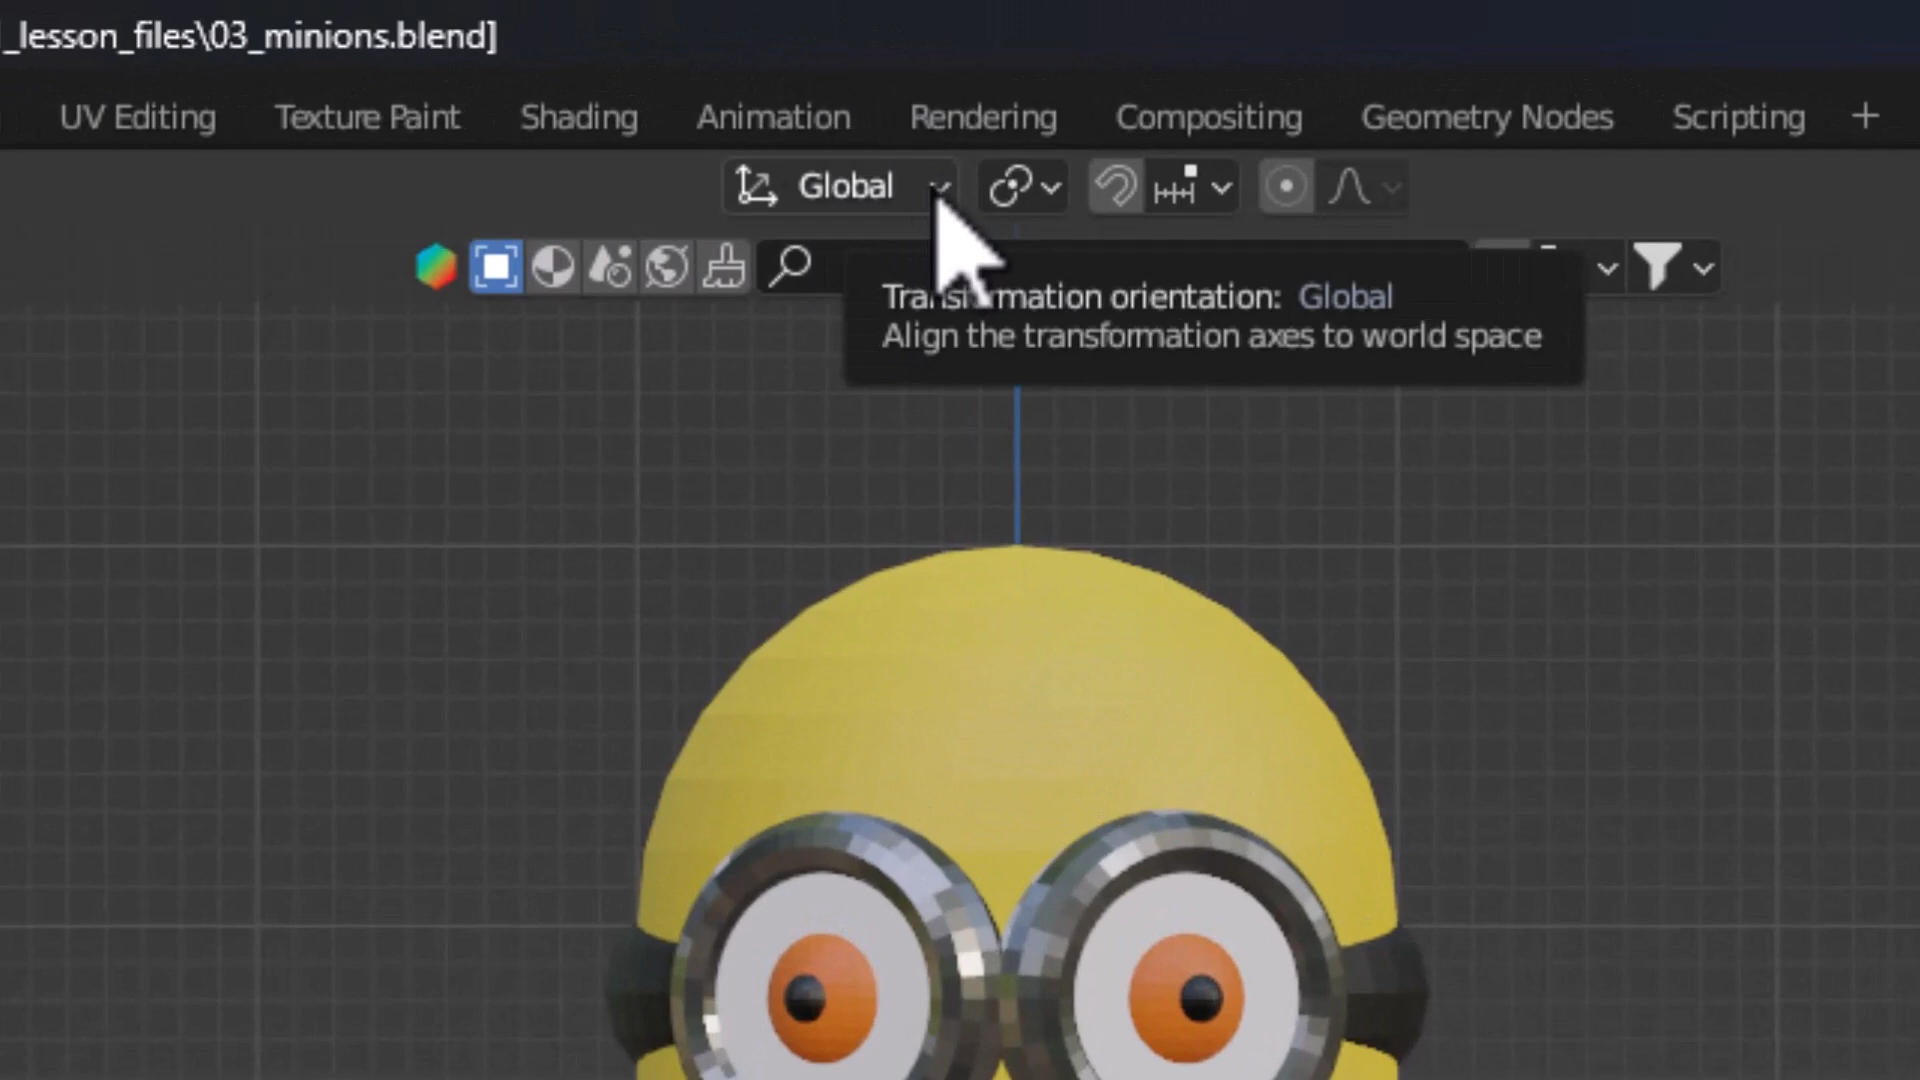 _lesson_files\03_minions.blend]
UV Editing Texture Paint Shading Animation Rendering Compositing Geometry Nodes Scripting +
Global
Transformation orientation: Global
Align the transformation axes to world space